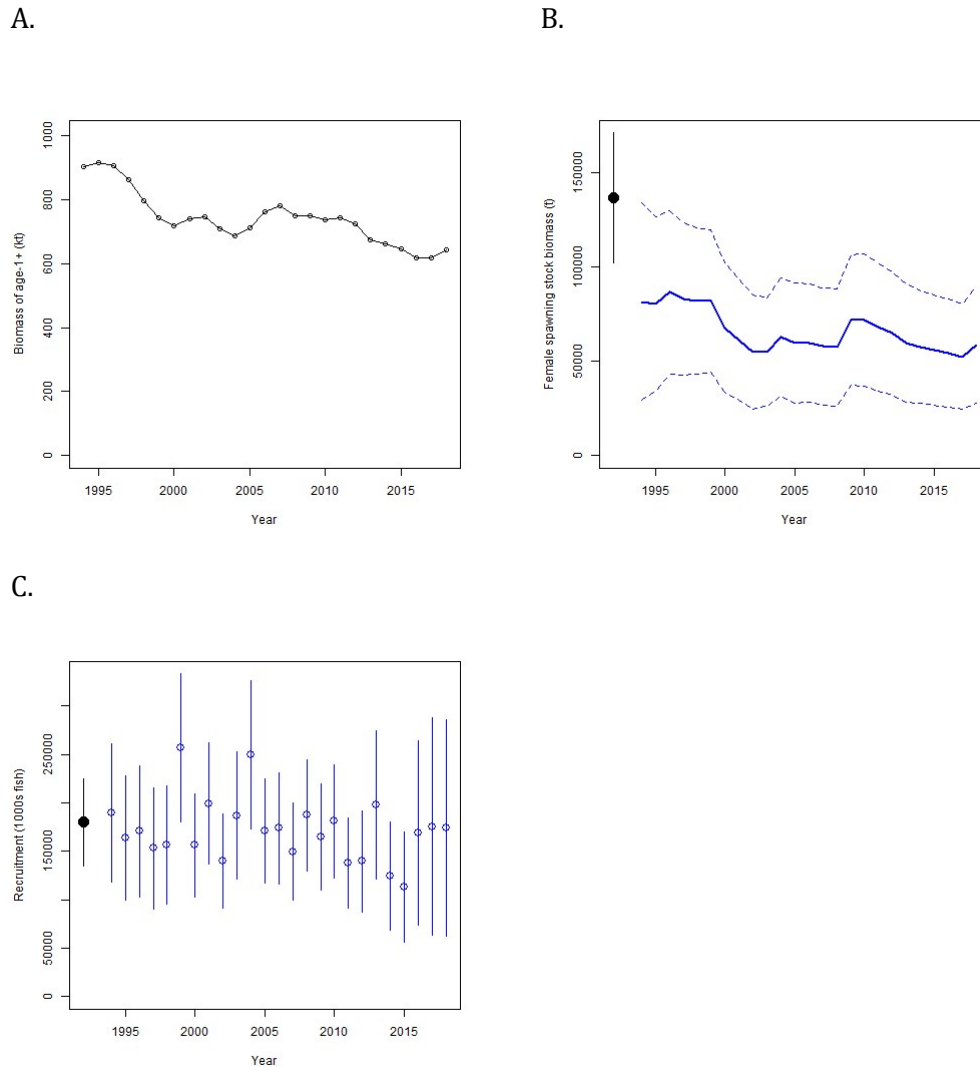 A.
1000
800
600
400
200
0
Biomass of age-1+ (kt)
1995 2000 2005 2010 2015
Year
B.
150000
100000
50000
0
Female spawning stock biomass (t)
1995 2000 2005 2010 2015
Year
C.
250000
150000
50000
0
Recruitment (1000s fish)
1995 2000 2005 2010 2015
Year